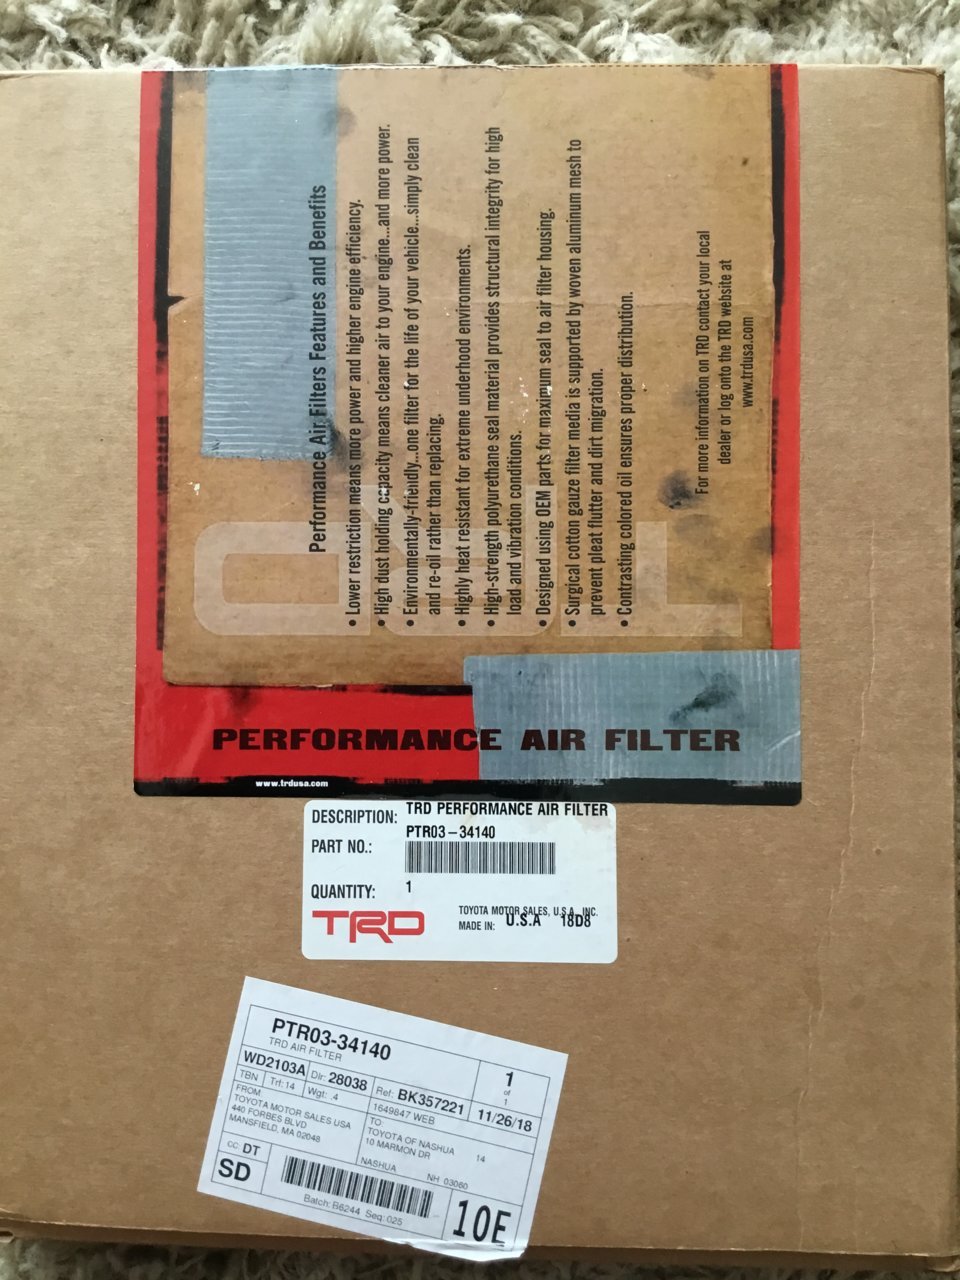 Performance Air Filters Features and Benefits
• Lower restriction means more power and higher engine efficiency.
• High dust holding capacity means cleaner air to your engine...and more power.
• Environmentally-friendly...one filter for the life of your vehicle...simply clean
and re-oil rather than replacing.
• Highly heat resistant for extreme underhood environments.
• High-strength polyurethane seal material provides structural integrity for high
load and vibration conditions.
• Designed using OEM parts for maximum seal to air filter housing.
• Surgical cotton gauze filter media is supported by woven aluminum mesh to
prevent pleat flutter and dirt migration.
• Contrasting colored oil ensures proper distribution.
For more information on TRD contact your local
dealer or log onto the TRD website at
www.trdusa.com
TRD
PERFORMANCE AIR FILTER
www.trdusa.com
DESCRIPTION: TRD PERFORMANCE AIR FILTER
PART NO.: PTR03-34140
QUANTITY: 1
TRD
TOYOTA MOTOR SALES, U.S.A., INC.
MADE IN: U.S.A 18D8
PTR03-34140
TRD AIR FILTER
1
of
1
WD2103A Dlr: 28038 Ref: BK357221 11/26/18
TBN Trt: 14 Wgt: .4 1649847 WEB
FROM
TOYOTA MOTOR SALES USA
440 FORBES BLVD
MANSFIELD, MA 02048
TO:
TOYOTA OF NASHUA 14
10 MARMON DR
NASHUA NH 03060
CC DT
SD
Batch: B6244 Seq: 025
10E